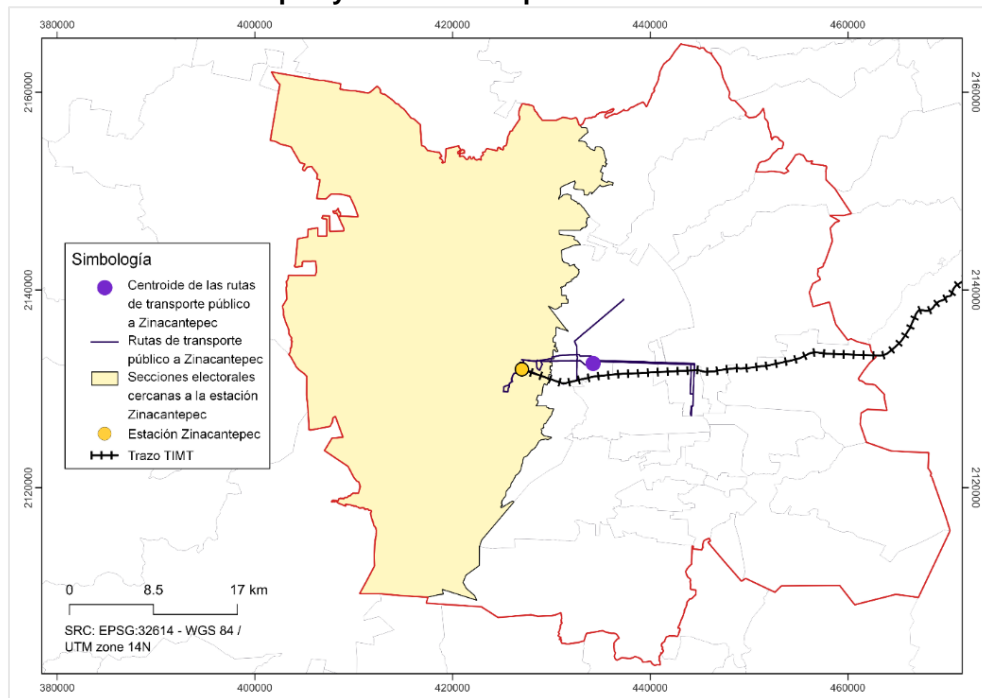 380000 400000 420000 440000 460000
2160000 2160000
Simbología
Centroide de las rutas
de transporte público
a Zinacantepec
Rutas de transporte
público a Zinacantepec
Secciones electorales
cercanas a la estación
Zinacantepec
Estación Zinacantepec
Trazo TIMT
2140000 2140000
2120000 2120000
0 8.5 17 km
SRC: EPSG:32614 - WGS 84 /
UTM zone 14N
380000 400000 420000 440000 460000